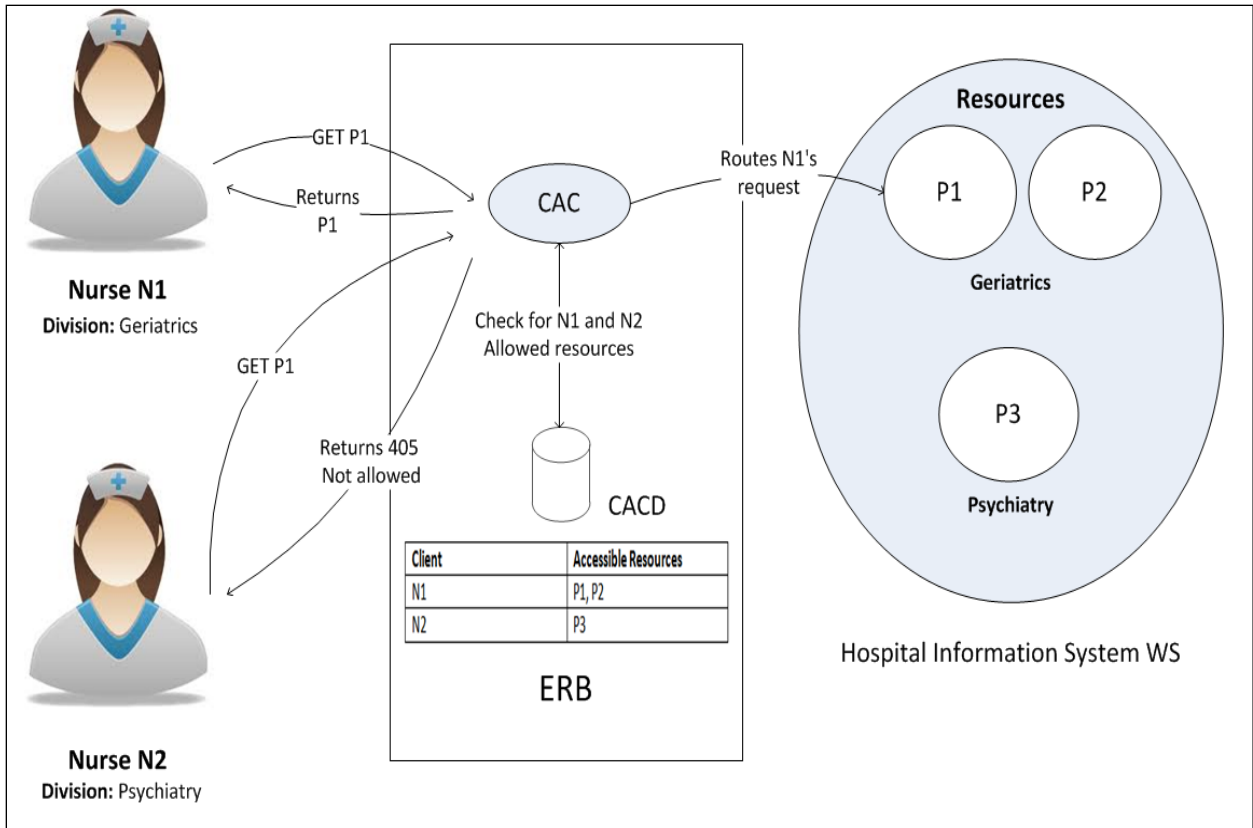 GET P1
Returns
P1
Nurse N1
Division: Geriatrics
GET P1
Returns 405
Not allowed
Nurse N2
Division: Psychiatry
CAC
Check for N1 and N2
Allowed resources
CACD
Client Accessible Resources
N1 P1, P2
N2 P3
ERB
Routes N1's
request
Resources
P1
P2
Geriatrics
P3
Psychiatry
Hospital Information System WS